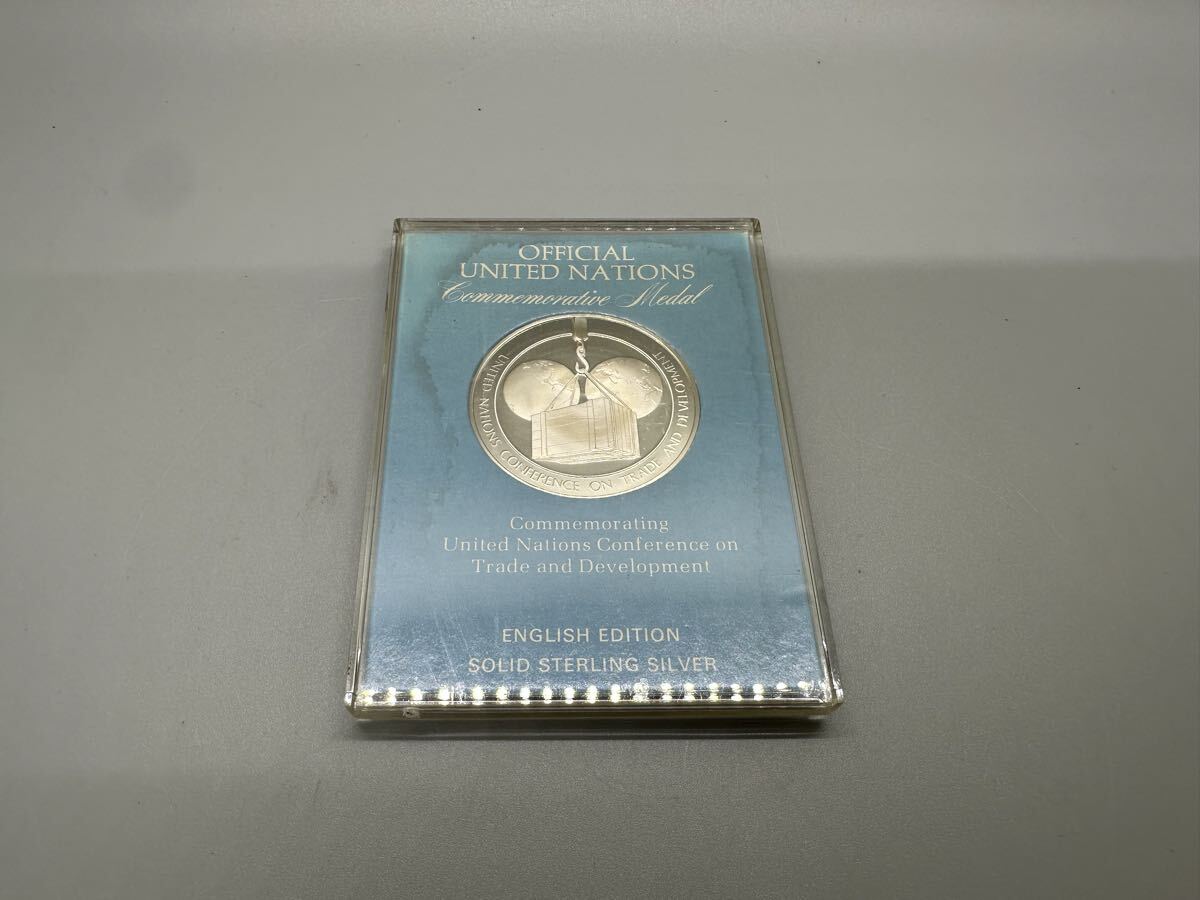 OFFICIAL
UNITED NATIONS
Commemorative Medal
UNITED NATIONS CONFERENCE ON TRADE AND DEVELOPMENT
Commemorating
United Nations Conference on
Trade and Development
ENGLISH EDITION
SOLID STERLING SILVER